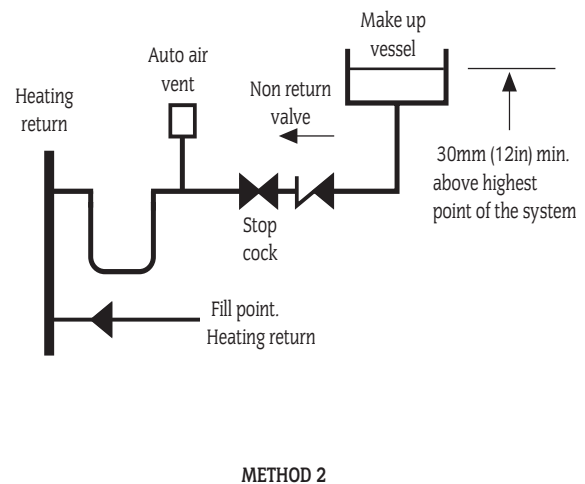 Make up
vessel
Auto air
vent
Non return
valve
Heating
return
30mm (12in) min.
above highest
point of the system
Stop
cock
Fill point.
Heating return
METHOD 2